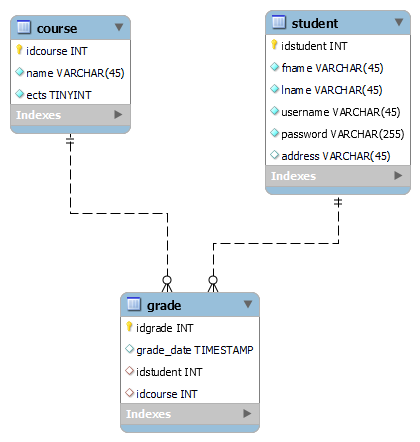 course
idcourse INT
name VARCHAR(45)
ects TINYINT
Indexes
student
idstudent INT
fname VARCHAR(45)
lname VARCHAR(45)
username VARCHAR(45)
password VARCHAR(255)
address VARCHAR(45)
Indexes
grade
idgrade INT
grade_date TIMESTAMP
idstudent INT
idcourse INT
Indexes